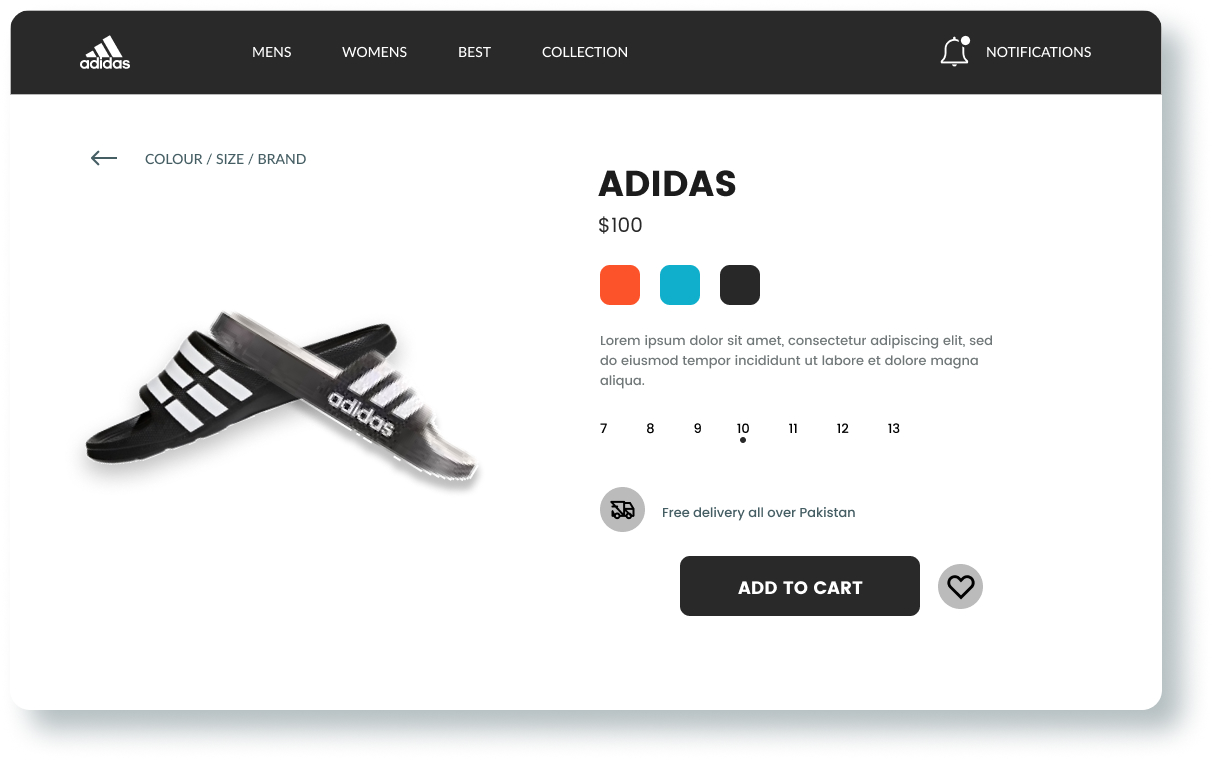 adidas
MENS
WOMENS
BEST
COLLECTION
NOTIFICATIONS
COLOUR / SIZE / BRAND
ADIDAS
$100
adidas
Lorem ipsum dolor sit amet, consectetur adipiscing elit, sed
do eiusmod tempor incididunt ut labore et dolore magna
aliqua.
7 8 9 10 11 12 13
Free delivery all over Pakistan
ADD TO CART